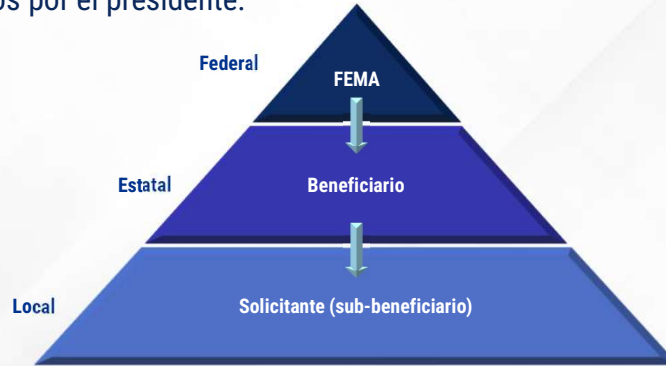 os por el presidente.
Federal
FEMA
Estatal
Beneficiario
Local
Solicitante (sub-beneficiario)